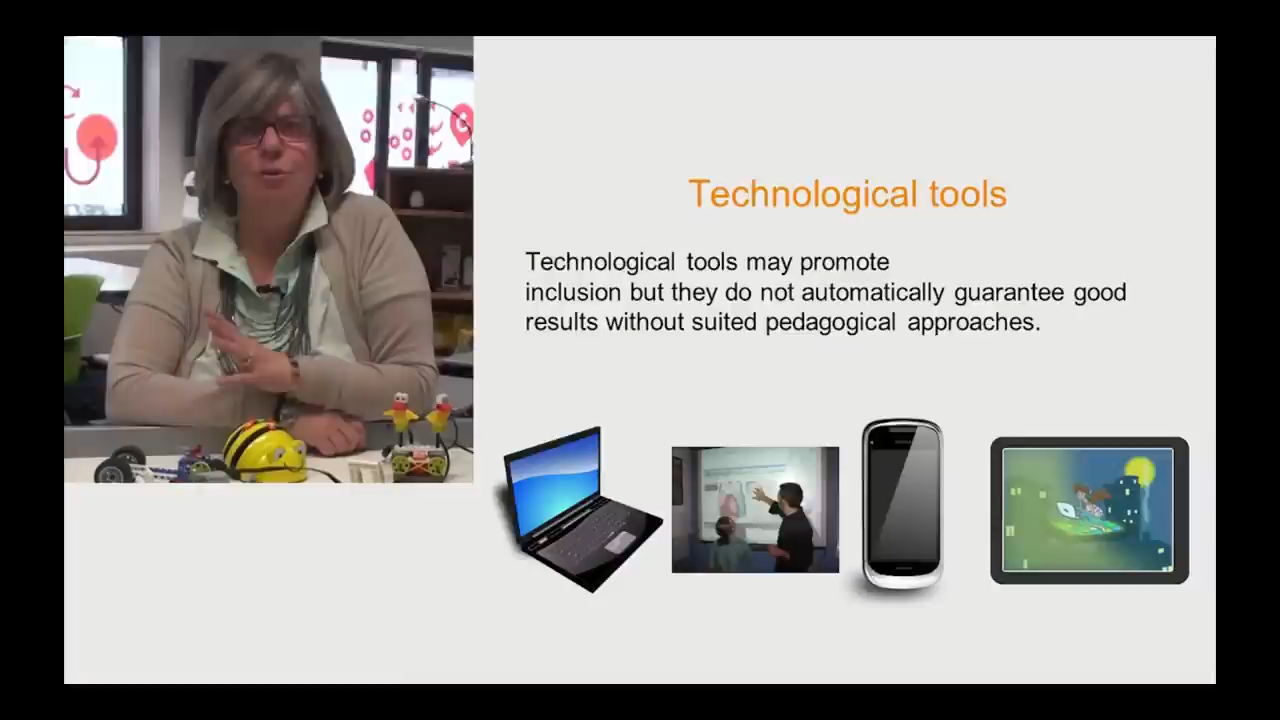 Technological tools
Technological tools may promote
inclusion but they do not automatically guarantee good
results without suited pedagogical approaches.